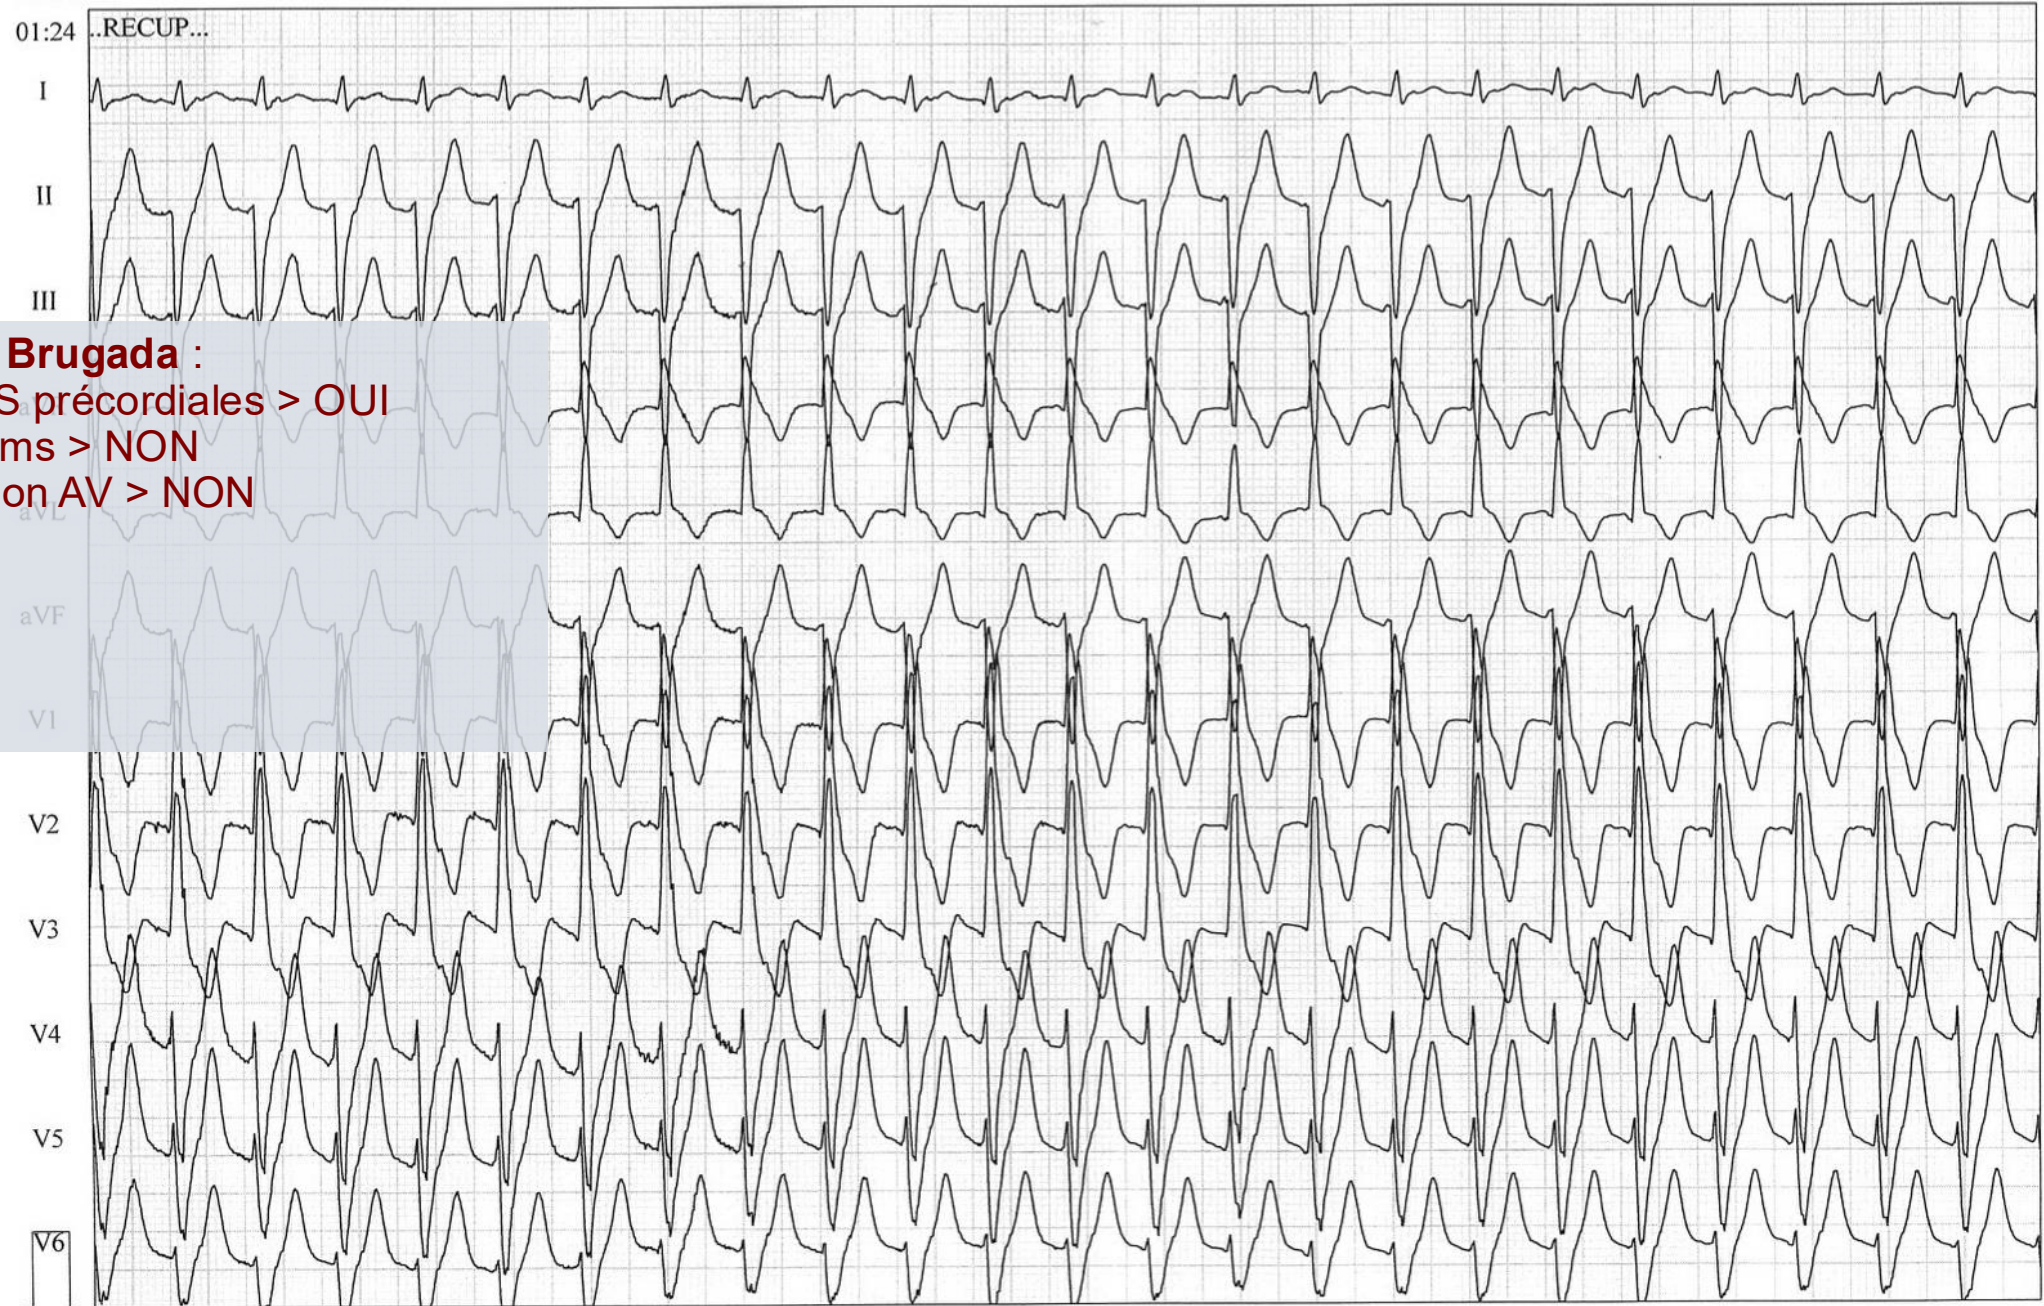 01:24 ..RECUP...
I
II
III
Brugada :
S précordiales > OUI
aVR
ms > NON
on AV > NON
aVL
aVF
V1
V2
V3
V4
V5
V6